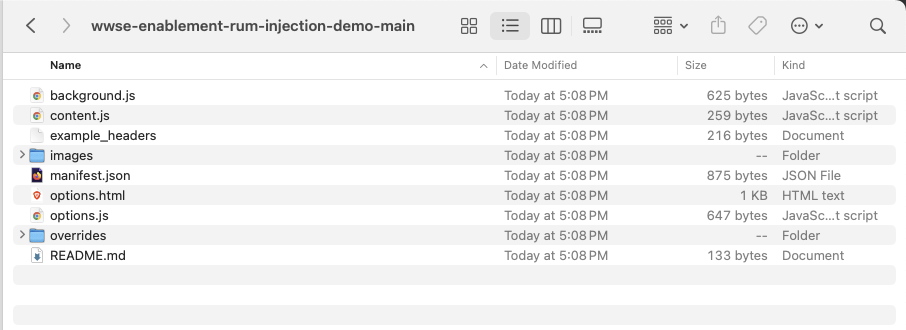 wwse-enablement-rum-injection-demo-main
Name Date Modified Size Kind
background.js Today at 5:08 PM 625 bytes JavaSc...t script
content.js Today at 5:08 PM 259 bytes JavaSc...t script
example_headers Today at 5:08 PM 216 bytes Document
images Today at 5:08 PM -- Folder
manifest.json Today at 5:08 PM 875 bytes JSON File
options.html Today at 5:08 PM 1 KB HTML text
options.js Today at 5:08 PM 647 bytes JavaSc...t script
overrides Today at 5:08 PM -- Folder
README.md Today at 5:08 PM 133 bytes Document